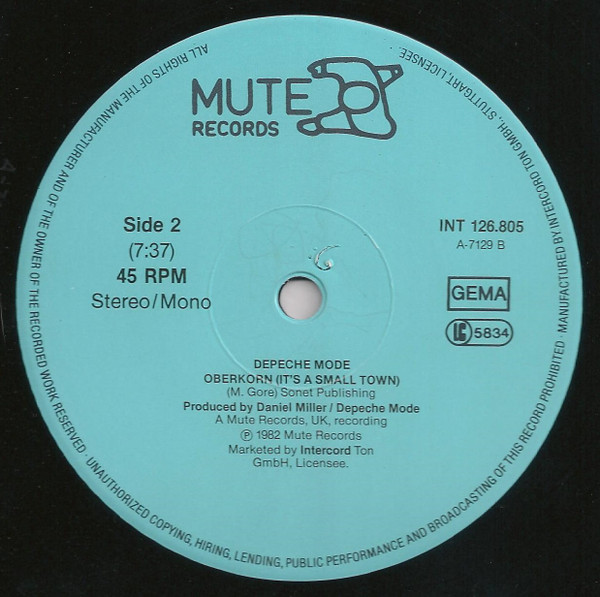 MUTE
RECORDS
Side 2
(7:37)
45 RPM
Stereo/Mono
INT 126.805
A-7129 B
GEMA
LC 5834
DEPECHE MODE
OBERKORN (IT'S A SMALL TOWN)
(M. Gore) Sonet Publishing
Produced by Daniel Miller / Depeche Mode
A Mute Records, UK, recording
℗ 1982 Mute Records
Marketed by Intercord Ton
GmbH, Licensee.
ALL RIGHTS OF THE MANUFACTURER AND OF THE OWNER OF THE RECORDED WORK RESERVED · UNAUTHORIZED COPYING, HIRING, LENDING, PUBLIC PERFORMANCE AND BROADCASTING OF THIS RECORD PROHIBITED · MANUFACTURED BY INTERCORD TON GMBH., STUTTGART, LICENSEE.